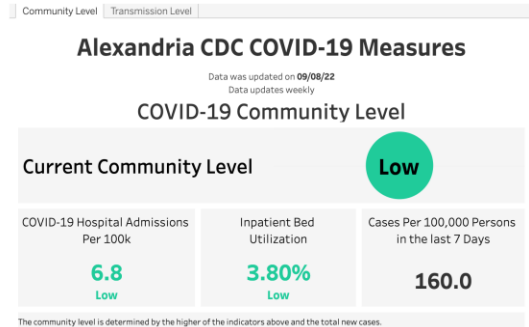 Community Level Transmission Level
Alexandria CDC COVID-19 Measures
Data was updated on 09/08/22
Data updates weekly
COVID-19 Community Level
Current Community Level Low
COVID-19 Hospital Admissions
Per 100k
6.8
Low
Inpatient Bed
Utilization
3.80%
Low
Cases Per 100,000 Persons
in the last 7 Days
160.0
The community level is determined by the higher of the indicators above and the total new cases.